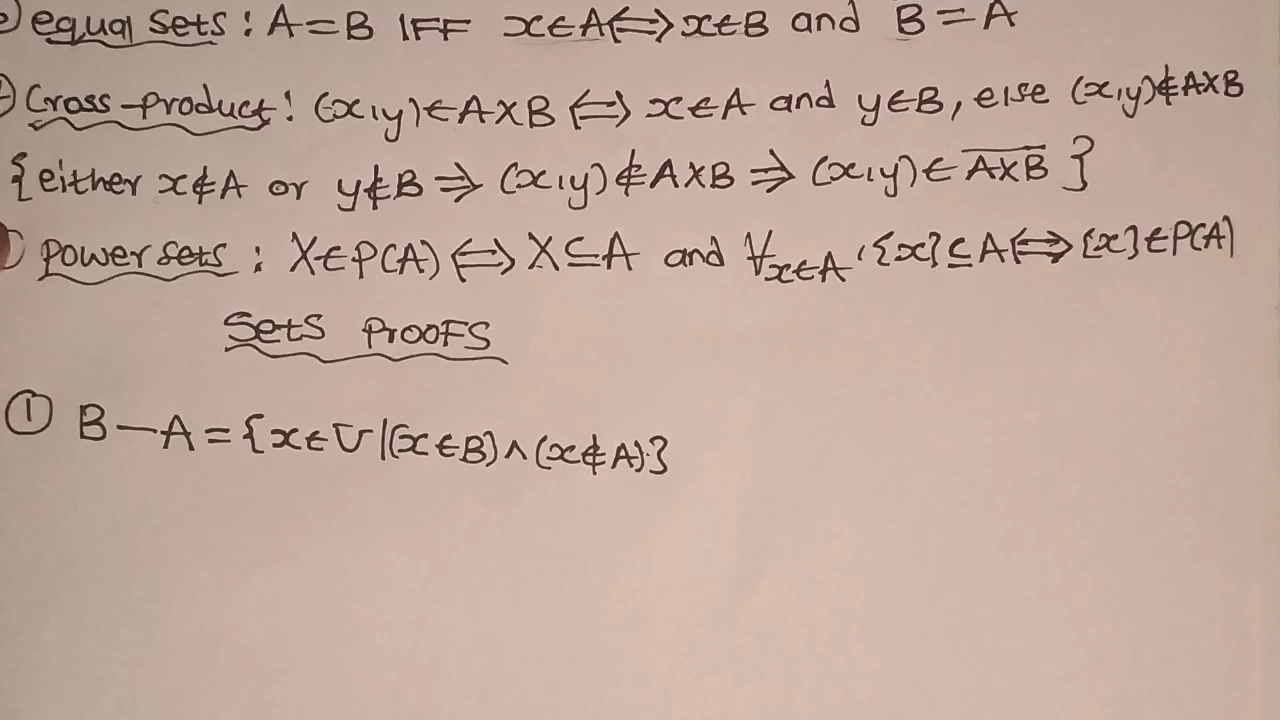 equal sets : A=B IFF x∈A⟺x∈B and B=A
Cross-product: (x,y)∈A×B ⟺ x∈A and y∈B, else (x,y)∉A×B
{either x∉A or y∉B ⇒ (x,y)∉A×B ⇒ (x,y)∈ A̅×̅B̅ }
power sets : X∈P(A) ⟺ X⊆A and ∀x∈A, {x}⊆A⟺{x}∈P(A)
Sets ProoFS
① B—A={x∈U|(x∈B)∧(x∉A)}